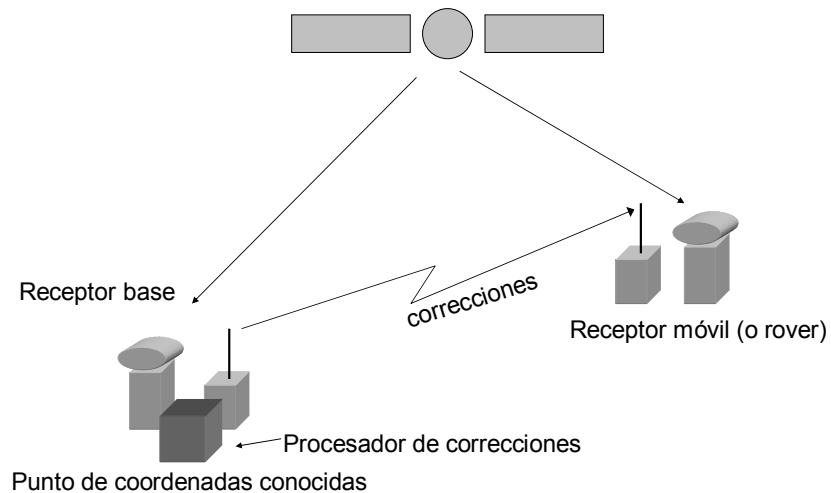 Receptor base
correcciones
Receptor móvil (o rover)
Procesador de correcciones
Punto de coordenadas conocidas